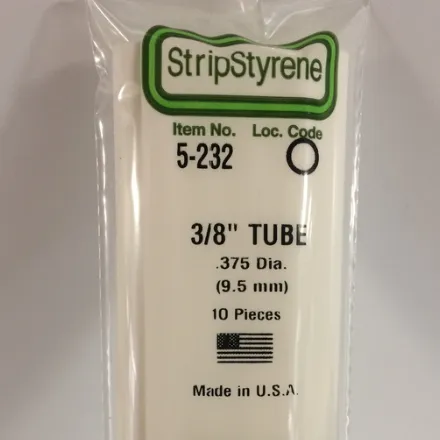 StripStyrene
Item No. Loc. Code
5-232 O
3/8" TUBE
.375 Dia.
(9.5 mm)
10 Pieces
Made in U.S.A.